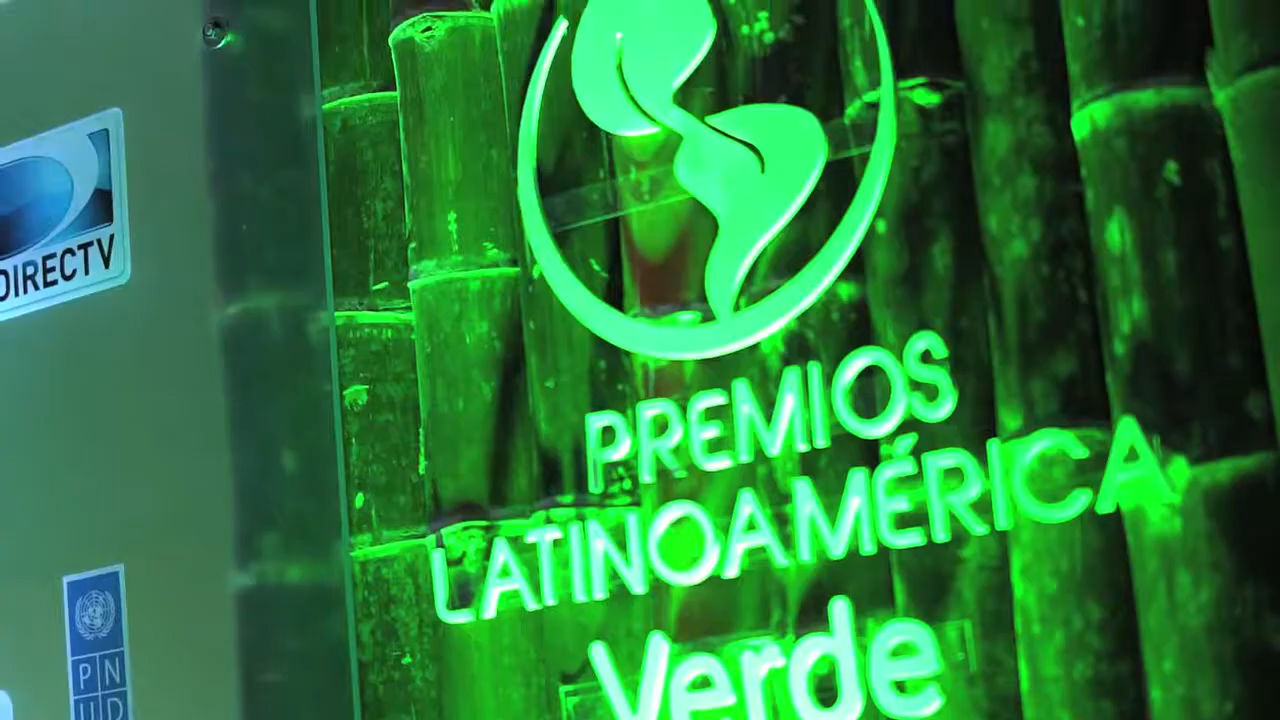 DIRECTV
PREMIOS
LATINOAMÉRICA
Verde
PN
UD